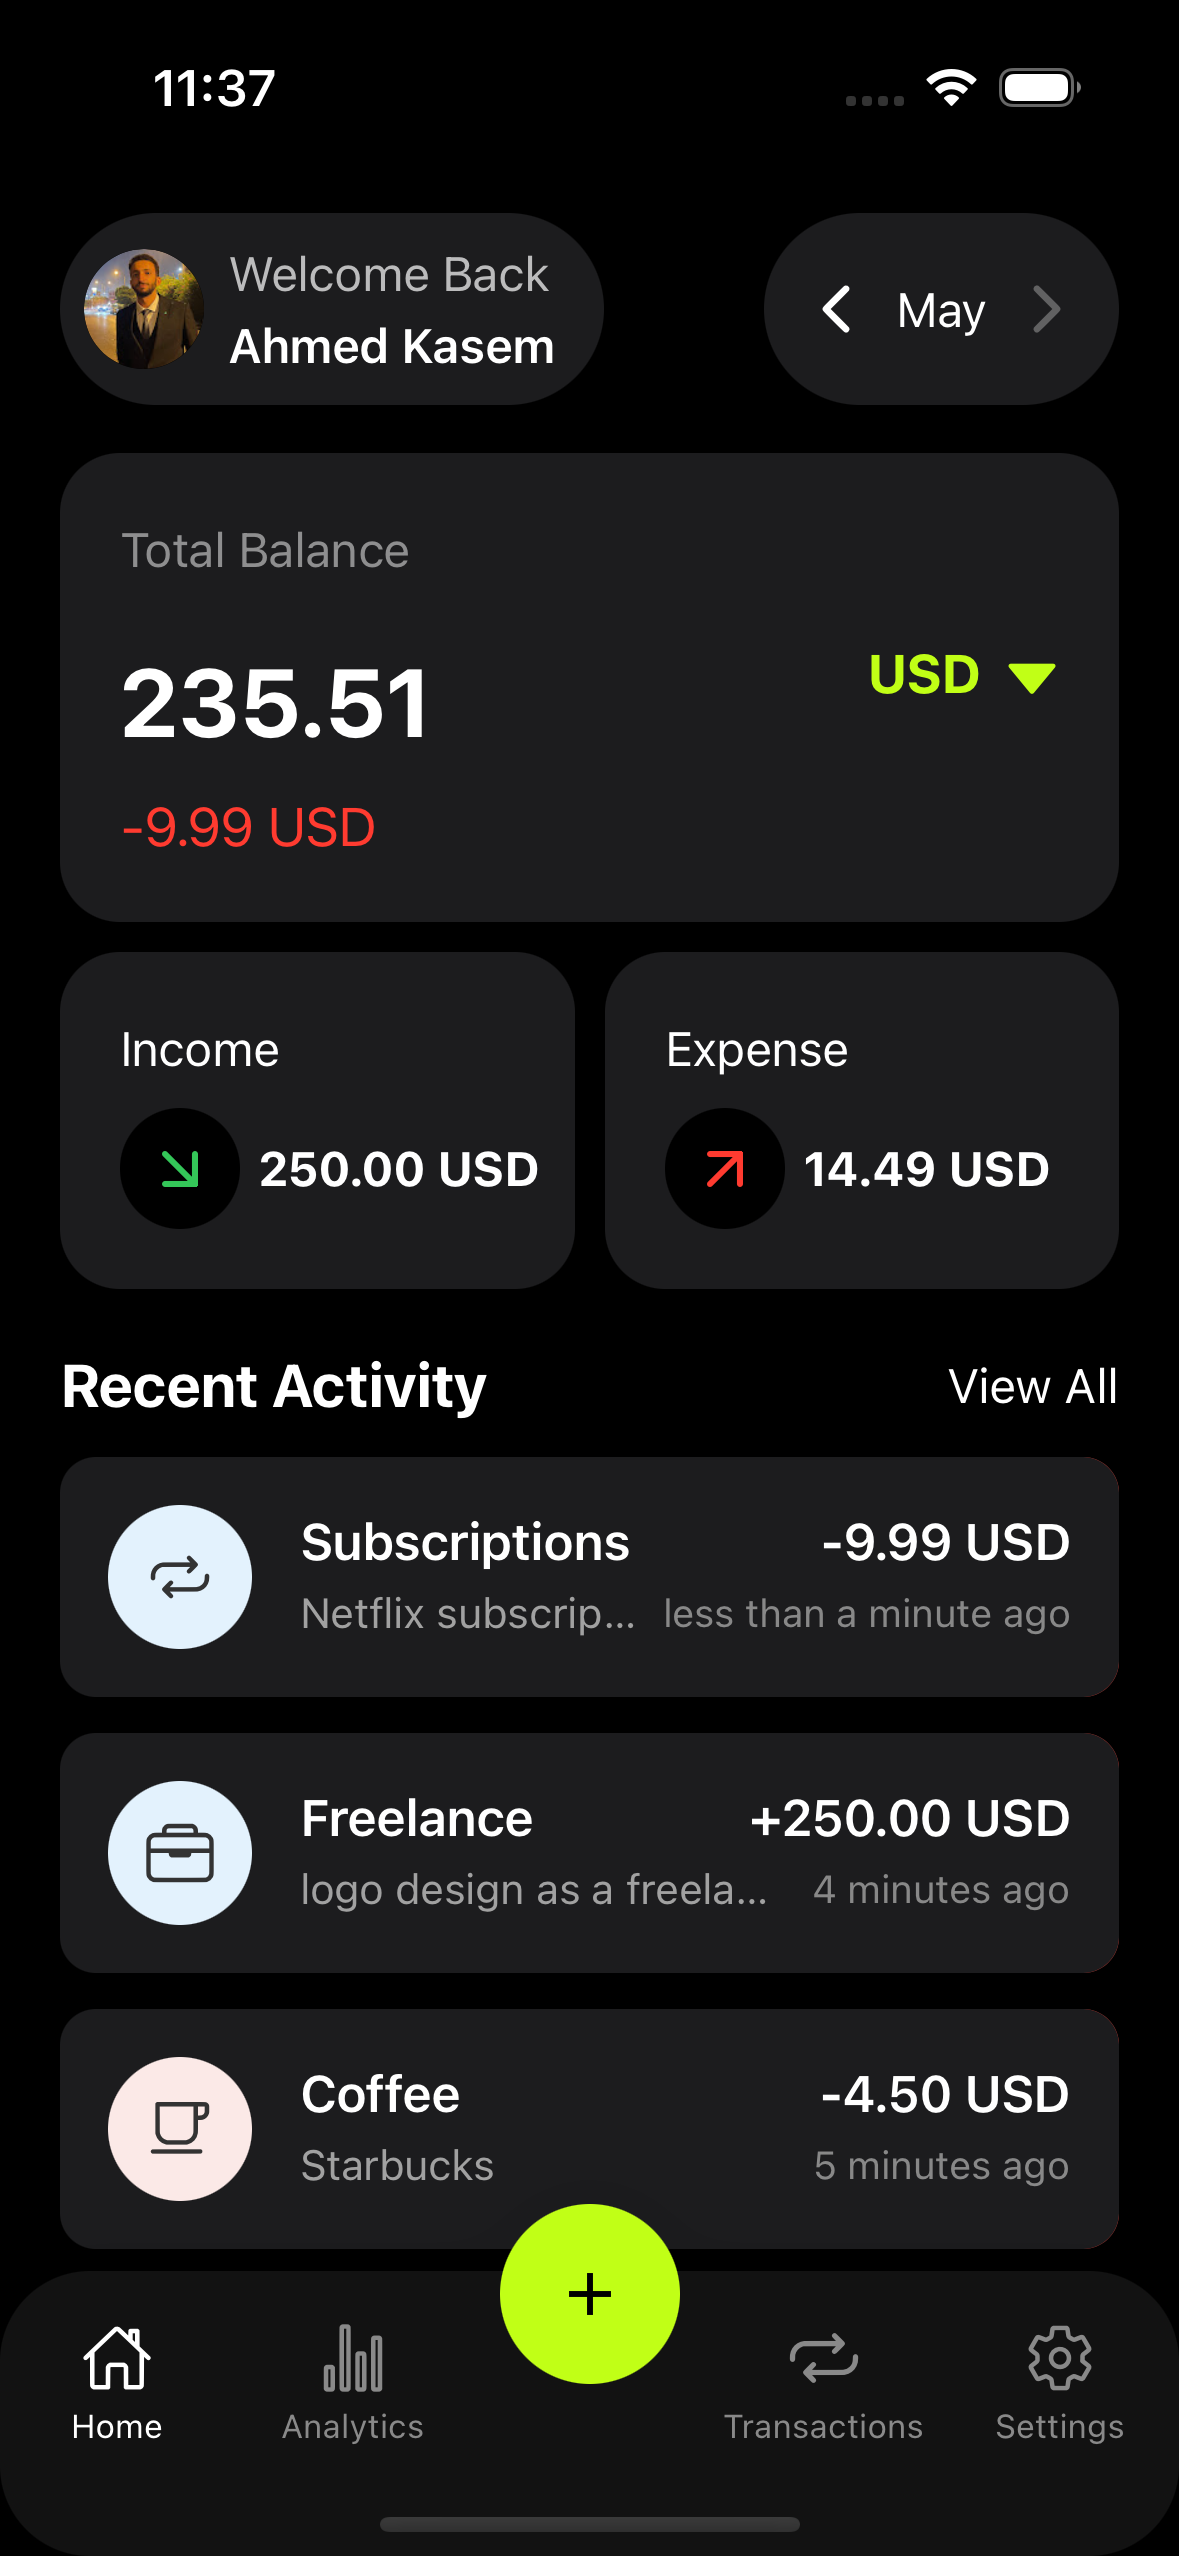 11:37
Welcome Back
Ahmed Kasem
May
Total Balance
235.51
USD
-9.99 USD
Income
250.00 USD
Expense
14.49 USD
Recent Activity
View All
Subscriptions
-9.99 USD
Netflix subscrip...
less than a minute ago
Freelance
+250.00 USD
logo design as a freela...
4 minutes ago
Coffee
-4.50 USD
Starbucks
5 minutes ago
+
Home
Analytics
Transactions
Settings